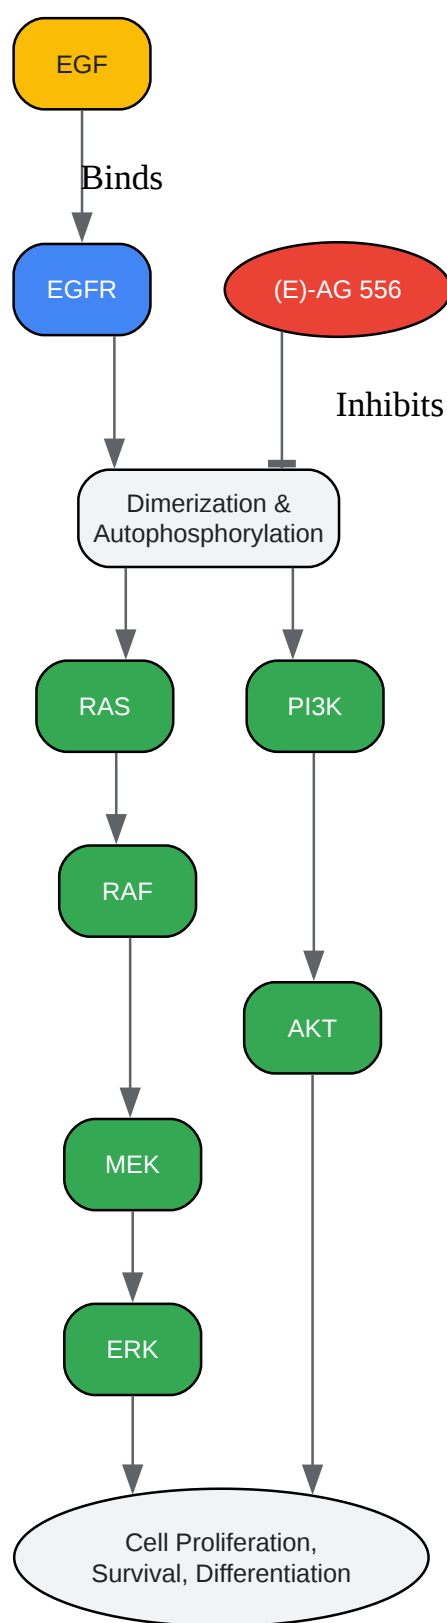 EGF
Binds
EGFR
(E)-AG 556
Inhibits
Dimerization &
Autophosphorylation
RAS
PI3K
RAF
AKT
MEK
ERK
Cell Proliferation,
Survival, Differentiation